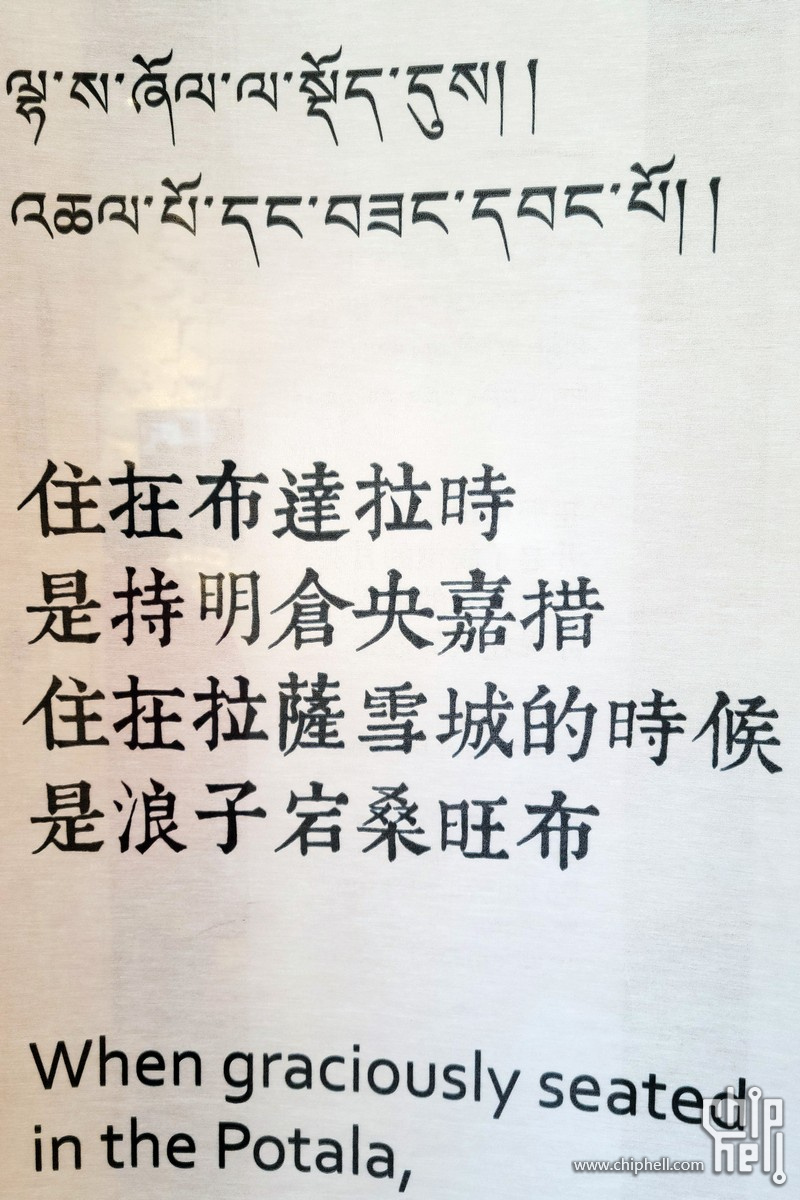 ལྷ་ས་ཞོལ་ལ་སྡོད་དུས།།
འཆལ་པོ་དང་བཟང་དབང་པོ།།
住在布達拉時
是持明倉央嘉措
住在拉薩雪城的時候
是浪子宕桑旺布
When graciously seated
in the Potala,
chip hell
www.chiphell.com